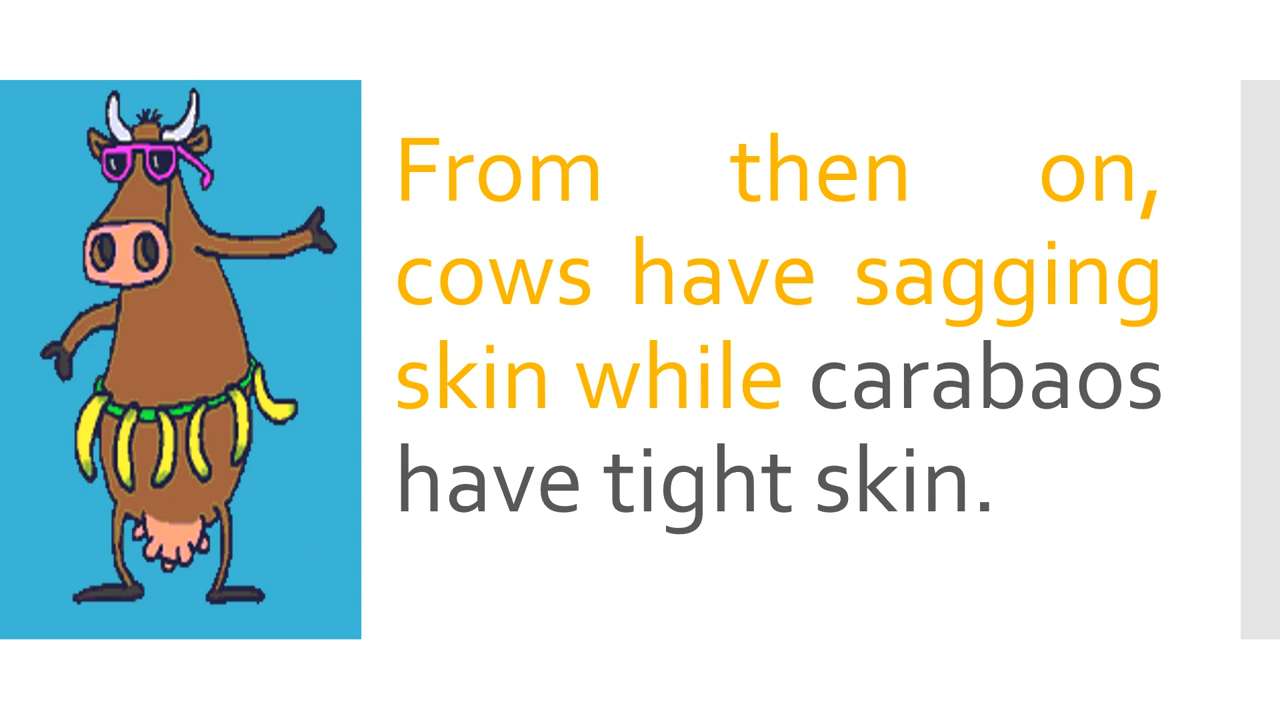 From then on,
cows have sagging
skin while carabaos
have tight skin.